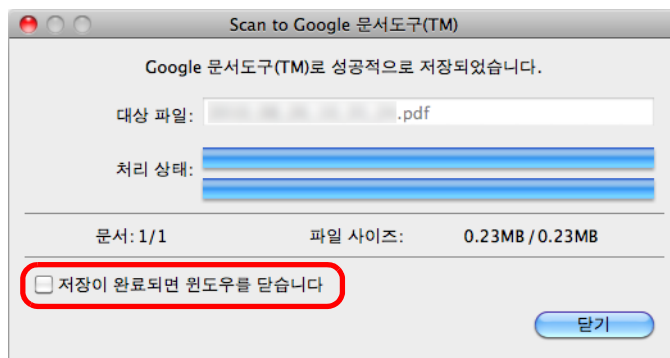 Scan to Google 문서도구(TM)
Google 문서도구(TM)로 성공적으로 저장되었습니다.
대상 파일: .pdf
처리 상태:
문서: 1/1 파일 사이즈: 0.23MB / 0.23MB
저장이 완료되면 윈도우를 닫습니다
닫기